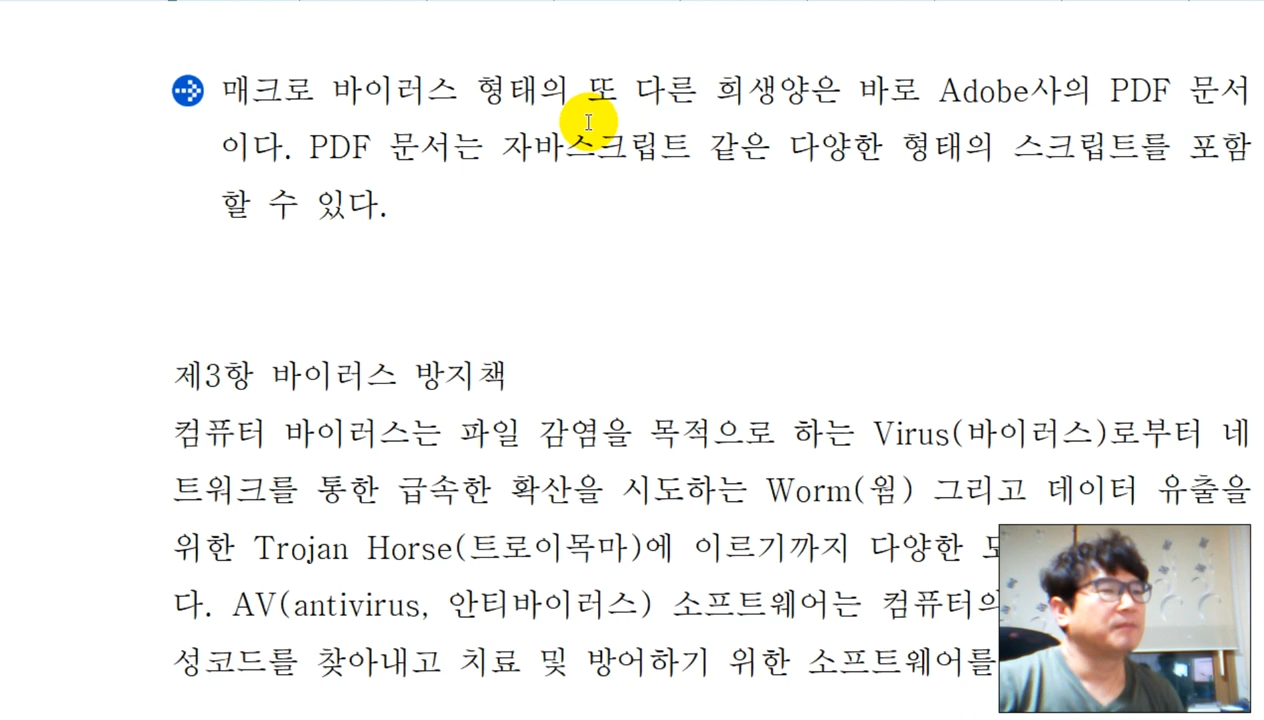 매크로 바이러스 형태의 또 다른 희생양은 바로 Adobe사의 PDF 문서
이다. PDF 문서는 자바스크립트 같은 다양한 형태의 스크립트를 포함
할 수 있다.
제3항 바이러스 방지책
컴퓨터 바이러스는 파일 감염을 목적으로 하는 Virus(바이러스)로부터 네
트워크를 통한 급속한 확산을 시도하는 Worm(웜) 그리고 데이터 유출을
위한 Trojan Horse(트로이목마)에 이르기까지 다양한
다. AV(antivirus, 안티바이러스) 소프트웨어는 컴퓨터의
성코드를 찾아내고 치료 및 방어하기 위한 소프트웨어를